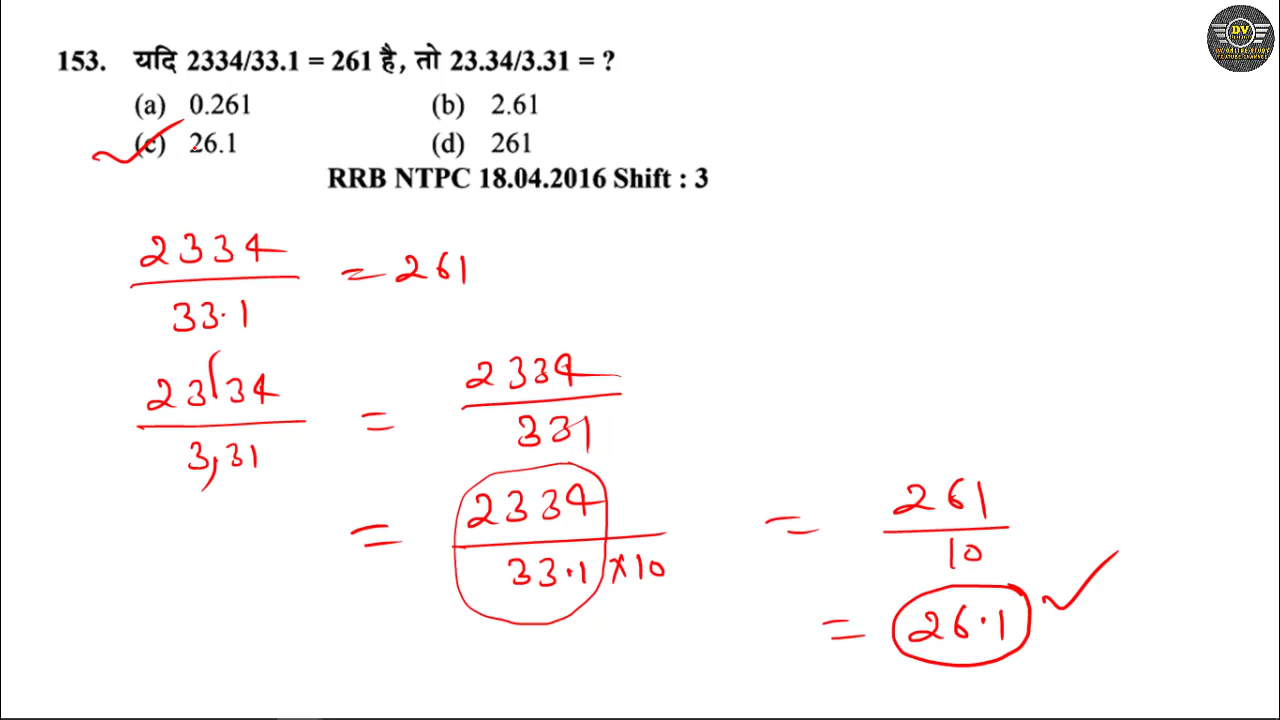 DV
153. यदि 2334/33.1 = 261 है, तो 23.34/3.31 = ?
(a) 0.261 (b) 2.61
(c) 26.1 (d) 261
RRB NTPC 18.04.2016 Shift : 3
2334
33.1
= 261
23.34
3.31
=
2334
331
=
2334
33.1 × 10
=
261
10
= 26.1